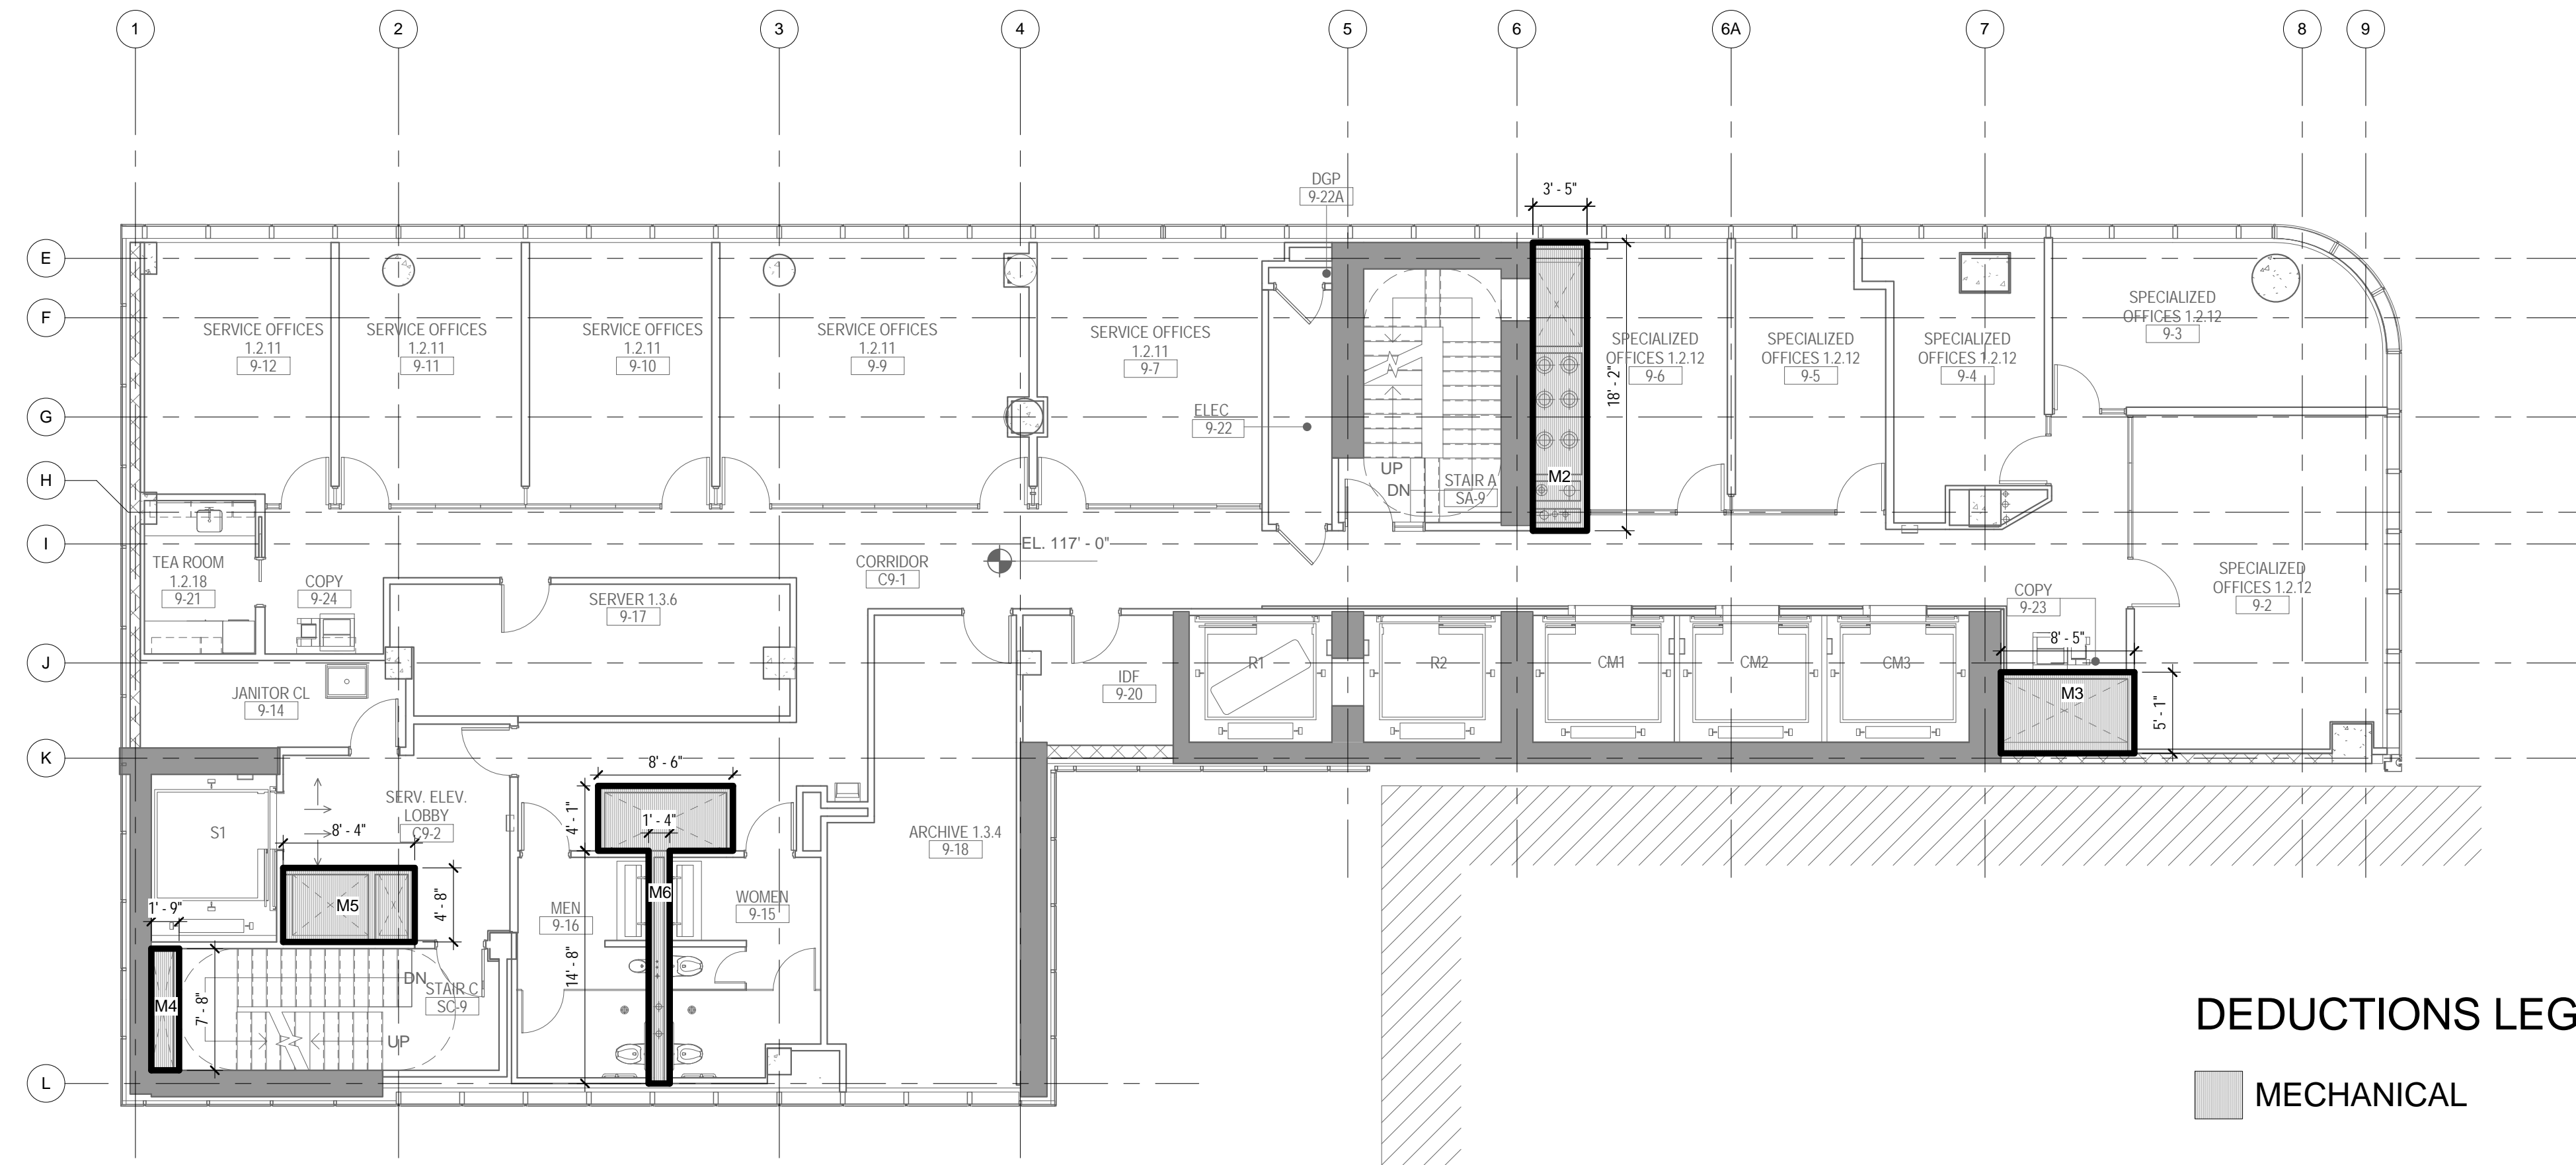 1
2
3
4
5
6
6A
7
8
9
DGP
9-22A
3' - 5"
E
F
SERVICE OFFICES
1.2.11
9-12
SERVICE OFFICES
1.2.11
9-11
SERVICE OFFICES
1.2.11
9-10
SERVICE OFFICES
1.2.11
9-9
SERVICE OFFICES
1.2.11
9-7
SPECIALIZED
OFFICES 1.2.12
9-6
SPECIALIZED
OFFICES 1.2.12
9-5
SPECIALIZED
OFFICES 1.2.12
9-4
SPECIALIZED
OFFICES 1.2.12
9-3
18' - 2"
G
ELEC
9-22
H
UP
DN
STAIR A
SA-9
M2
I
EL. 117' - 0"
TEA ROOM
1.2.18
9-21
COPY
9-24
SERVER 1.3.6
9-17
CORRIDOR
C9-1
COPY
9-23
SPECIALIZED
OFFICES 1.2.12
9-2
8' - 5"
J
JANITOR CL
9-14
IDF
9-20
R1
R2
CM1
CM2
CM3
M3
5' - 1"
K
8' - 6"
SERV. ELEV.
LOBBY
C9-2
S1
8' - 4"
4' - 1"
1' - 4"
ARCHIVE 1.3.4
9-18
M5
4' - 8"
1' - 9"
MEN
9-16
M6
WOMEN
9-15
14' - 8"
M4
7' - 8"
DN
STAIR C
SC-9
UP
L
DEDUCTIONS LEG
MECHANICAL